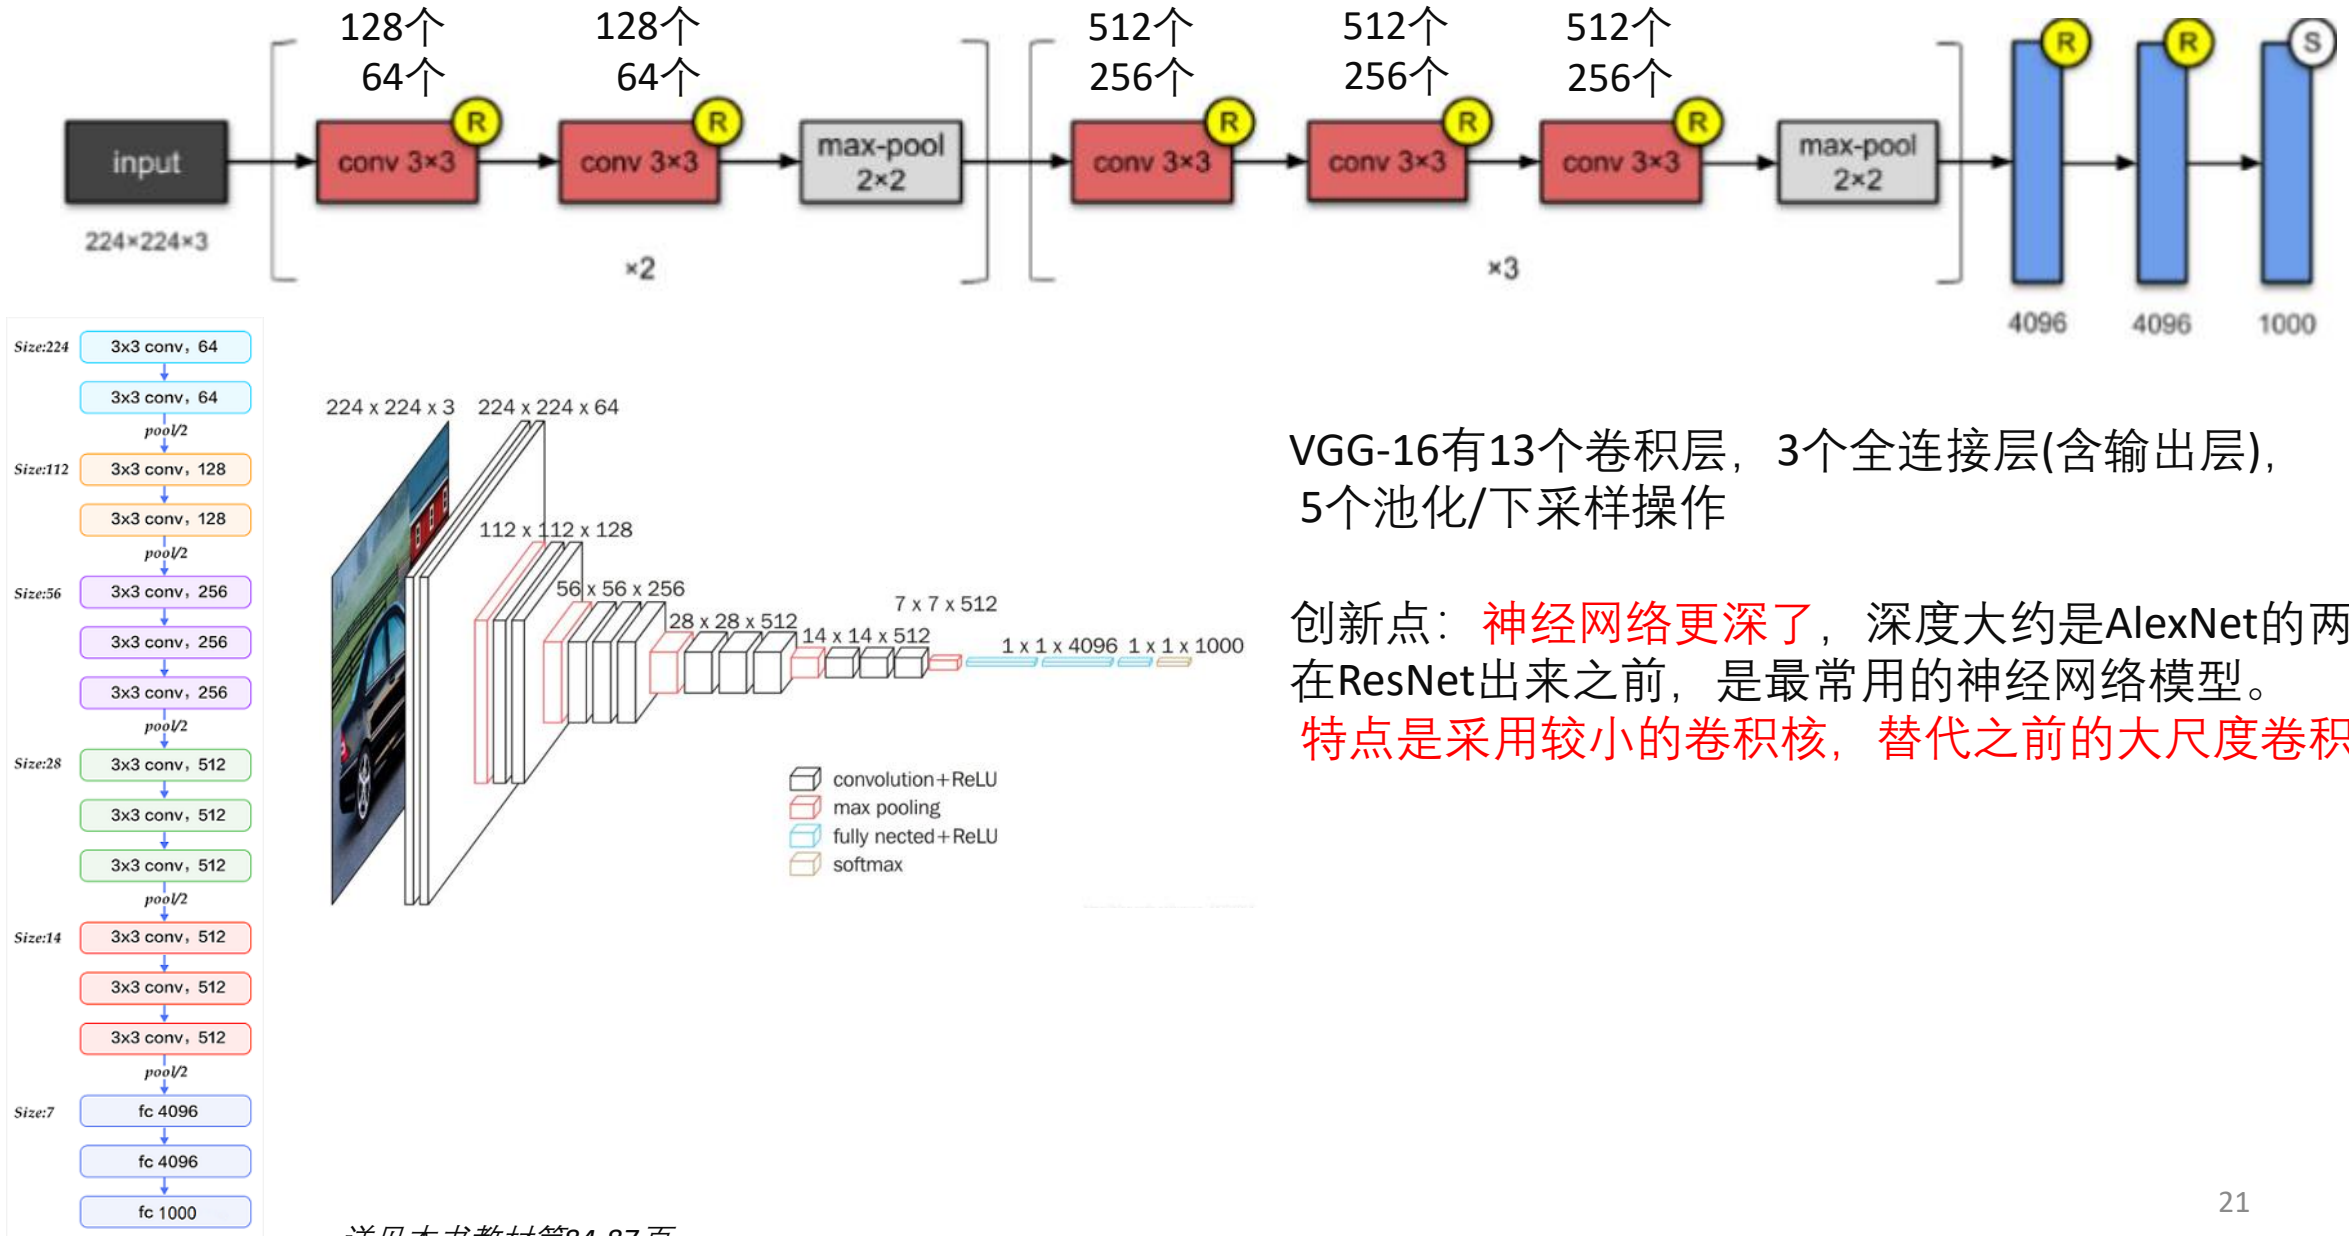 128个 128个 512个 512个 512个
64个 64个 256个 256个 256个
R R R R R R R S
input conv 3×3 conv 3×3 max-pool 2×2 conv 3×3 conv 3×3 conv 3×3 max-pool 2×2
224×224×3
×2
×3
4096 4096 1000
Size:224 3x3 conv, 64
3x3 conv, 64
pool/2
Size:112 3x3 conv, 128
3x3 conv, 128
pool/2
Size:56 3x3 conv, 256
3x3 conv, 256
3x3 conv, 256
pool/2
Size:28 3x3 conv, 512
3x3 conv, 512
3x3 conv, 512
pool/2
Size:14 3x3 conv, 512
3x3 conv, 512
3x3 conv, 512
pool/2
Size:7 fc 4096
fc 4096
fc 1000
224 x 224 x 3 224 x 224 x 64
112 x 112 x 128
56 x 56 x 256
28 x 28 x 512
14 x 14 x 512
7 x 7 x 512
1 x 1 x 4096 1 x 1 x 1000
convolution+ReLU
max pooling
fully nected+ReLU
softmax
VGG-16有13个卷积层，3个全连接层(含输出层)，
5个池化/下采样操作
创新点：神经网络更深了，深度大约是AlexNet的两
在ResNet出来之前，是最常用的神经网络模型。
特点是采用较小的卷积核，替代之前的大尺度卷积
详见本书教材第84-87页
21